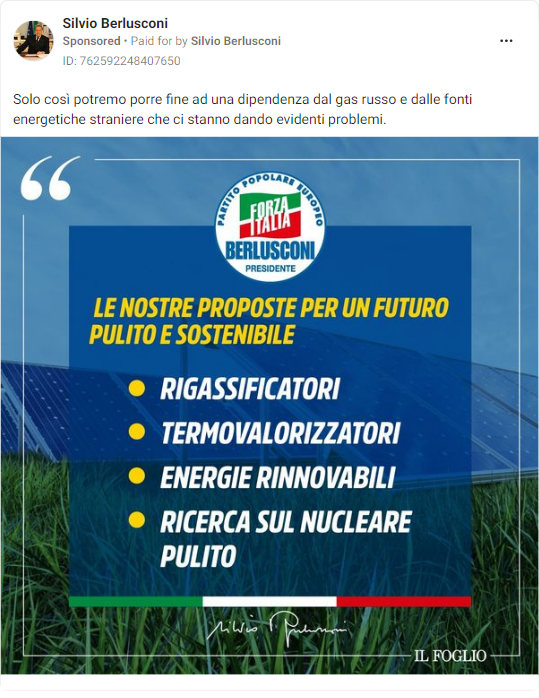 Silvio Berlusconi
Sponsored • Paid for by Silvio Berlusconi
ID: 762592248407650
Solo così potremo porre fine ad una dipendenza dal gas russo e dalle fonti
energetiche straniere che ci stanno dando evidenti problemi.
PARTITO POPOLARE EUROPEO
FORZA
ITALIA
BERLUSCONI
PRESIDENTE
LE NOSTRE PROPOSTE PER UN FUTURO
PULITO E SOSTENIBILE
RIGASSIFICATORI
TERMOVALORIZZATORI
ENERGIE RINNOVABILI
RICERCA SUL NUCLEARE
PULITO
Silvio Berlusconi
IL FOGLIO